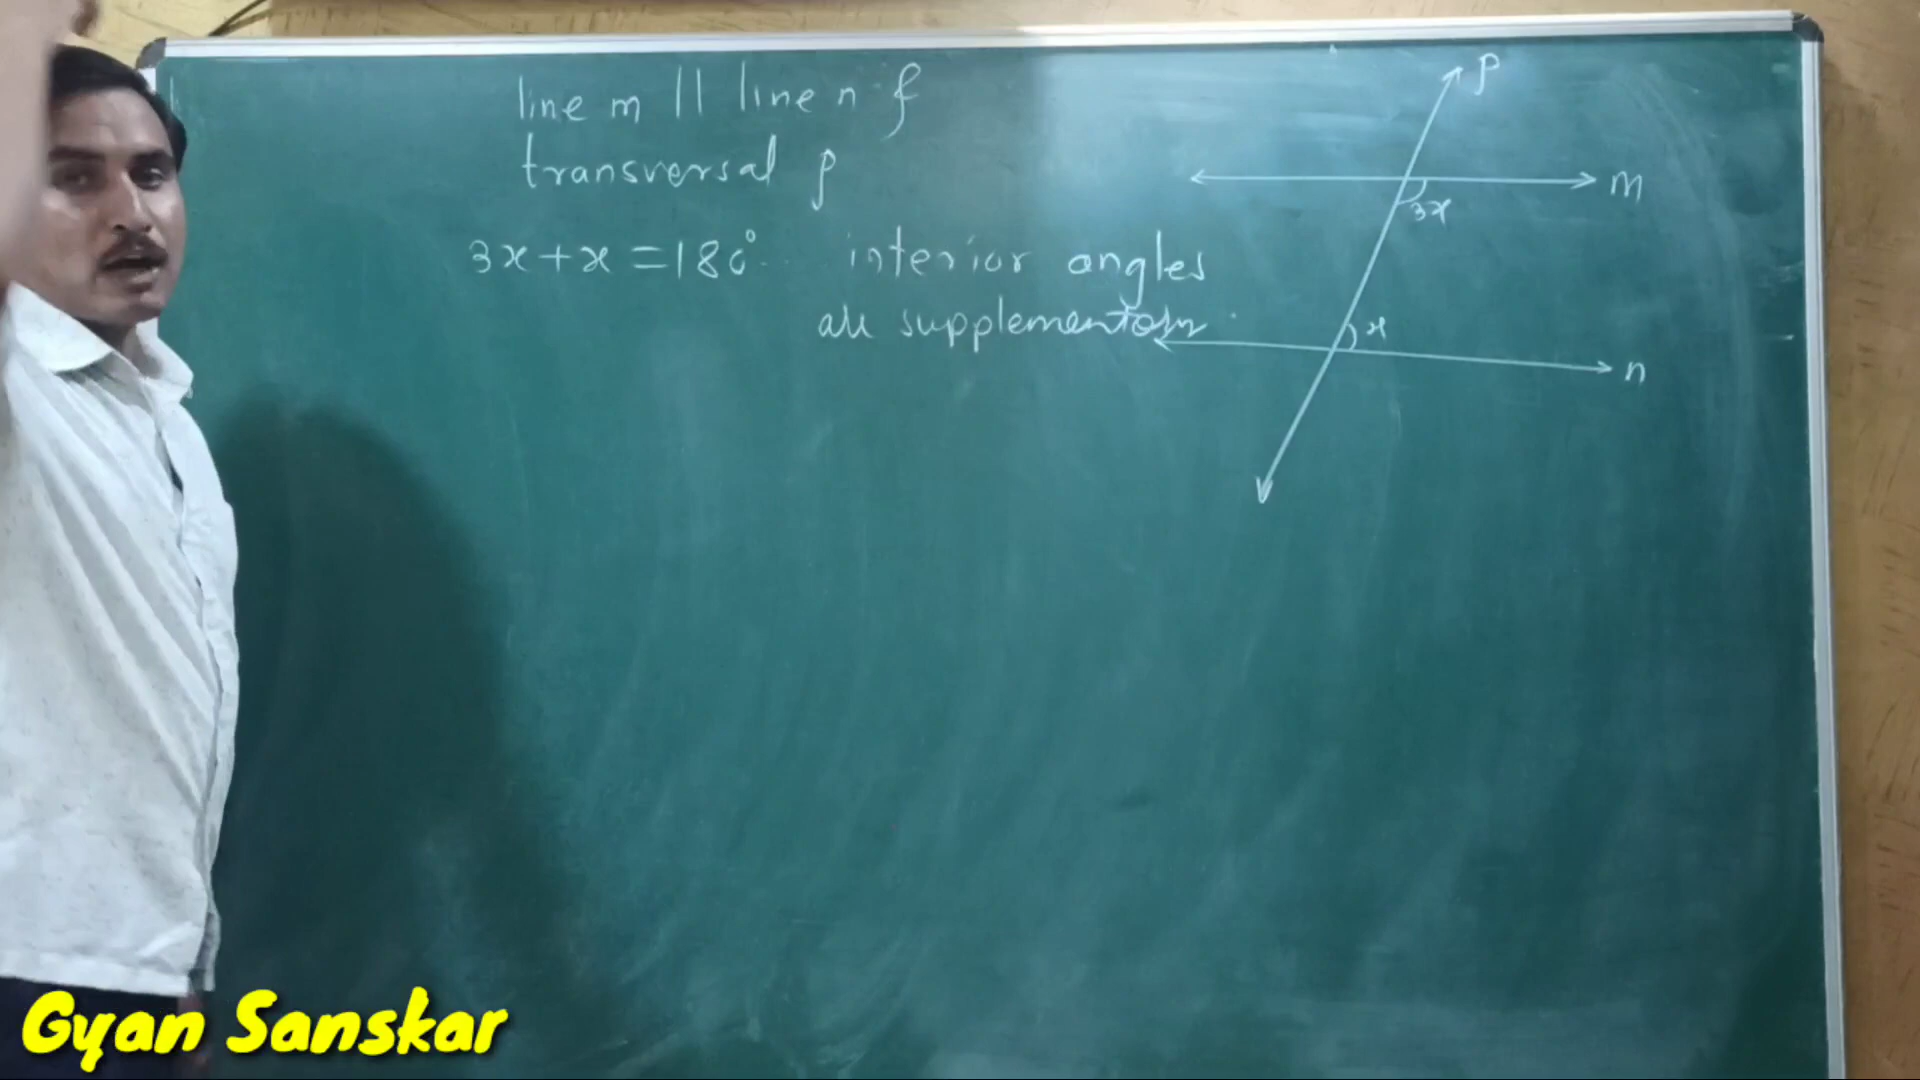 line m || line n &
transversal p
3x+x=180°... interior angles
are supplementary.
p
m
3x
x
n
Gyan Sanskar